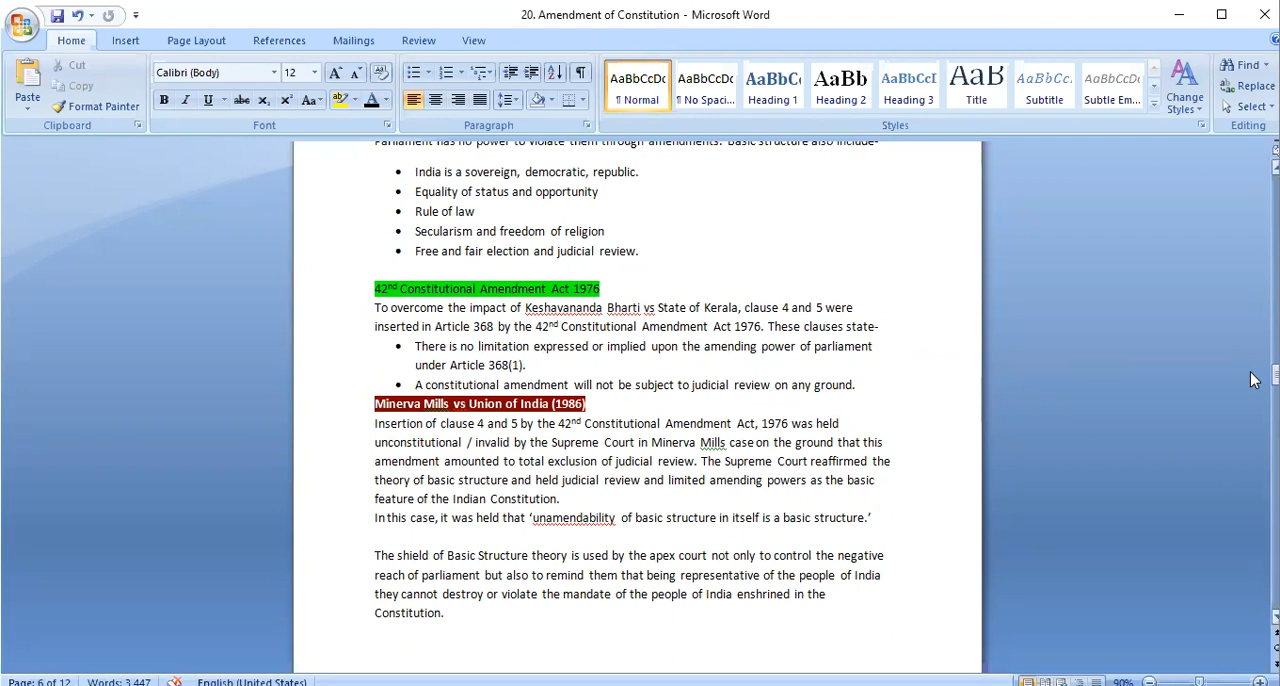 20. Amendment of Constitution - Microsoft Word
Home Insert Page Layout References Mailings Review View
Cut
Copy
Format Painter
Paste
Clipboard
Calibri (Body) 12
Font
Paragraph
AaBbCcDc AaBbCcDc AaBbC AaBb AaBbCcI AaB AaBbCc. AaBbCcDc
¶ Normal ¶ No Spaci... Heading 1 Heading 2 Heading 3 Title Subtitle Subtle Em...
Styles
Change Styles
Find
Replace
Select
Editing
Parliament has no power to violate them through amendments. Basic structure also include-
• India is a sovereign, democratic, republic.
• Equality of status and opportunity
• Rule of law
• Secularism and freedom of religion
• Free and fair election and judicial review.
42nd Constitutional Amendment Act 1976
To overcome the impact of Keshavananda Bharti vs State of Kerala, clause 4 and 5 were
inserted in Article 368 by the 42nd Constitutional Amendment Act 1976. These clauses state-
• There is no limitation expressed or implied upon the amending power of parliament
under Article 368(1).
• A constitutional amendment will not be subject to judicial review on any ground.
Minerva Mills vs Union of India (1986)
Insertion of clause 4 and 5 by the 42nd Constitutional Amendment Act, 1976 was held
unconstitutional / invalid by the Supreme Court in Minerva Mills case on the ground that this
amendment amounted to total exclusion of judicial review. The Supreme Court reaffirmed the
theory of basic structure and held judicial review and limited amending powers as the basic
feature of the Indian Constitution.
In this case, it was held that ‘unamendability of basic structure in itself is a basic structure.’
The shield of Basic Structure theory is used by the apex court not only to control the negative
reach of parliament but also to remind them that being representative of the people of India
they cannot destroy or violate the mandate of the people of India enshrined in the
Constitution.
Page: 6 of 12 Words: 3,447 English (United States) 90%